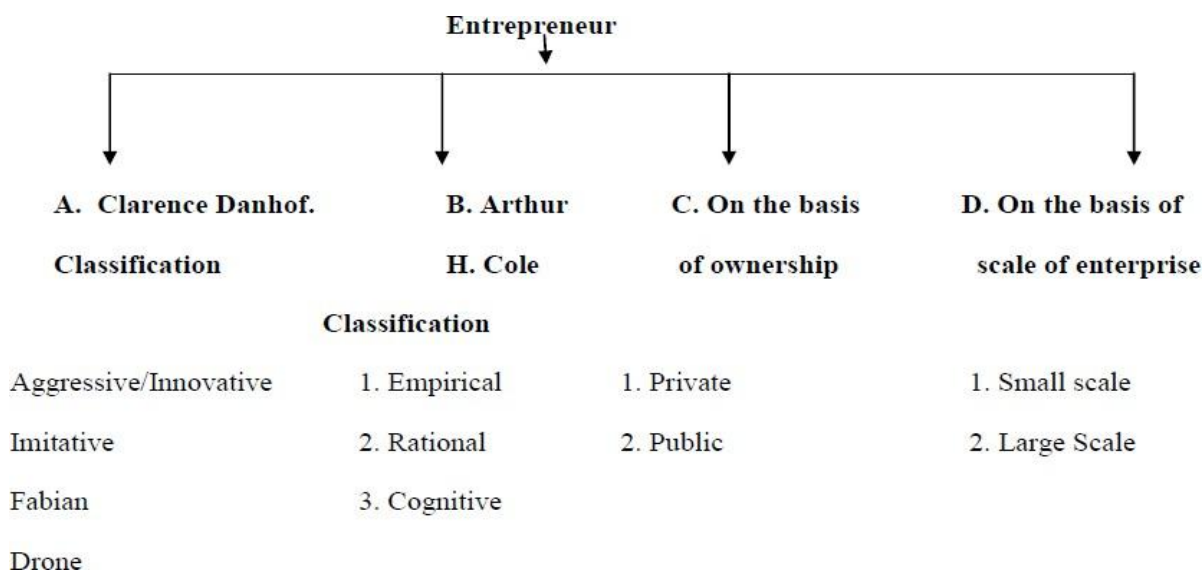 Entrepreneur
A. Clarence Danhof.
Classification
B. Arthur
H. Cole
Classification
C. On the basis
of ownership
D. On the basis of
scale of enterprise
Aggressive/Innovative
Imitative
Fabian
Drone
1. Empirical
2. Rational
3. Cognitive
1. Private
2. Public
1. Small scale
2. Large Scale